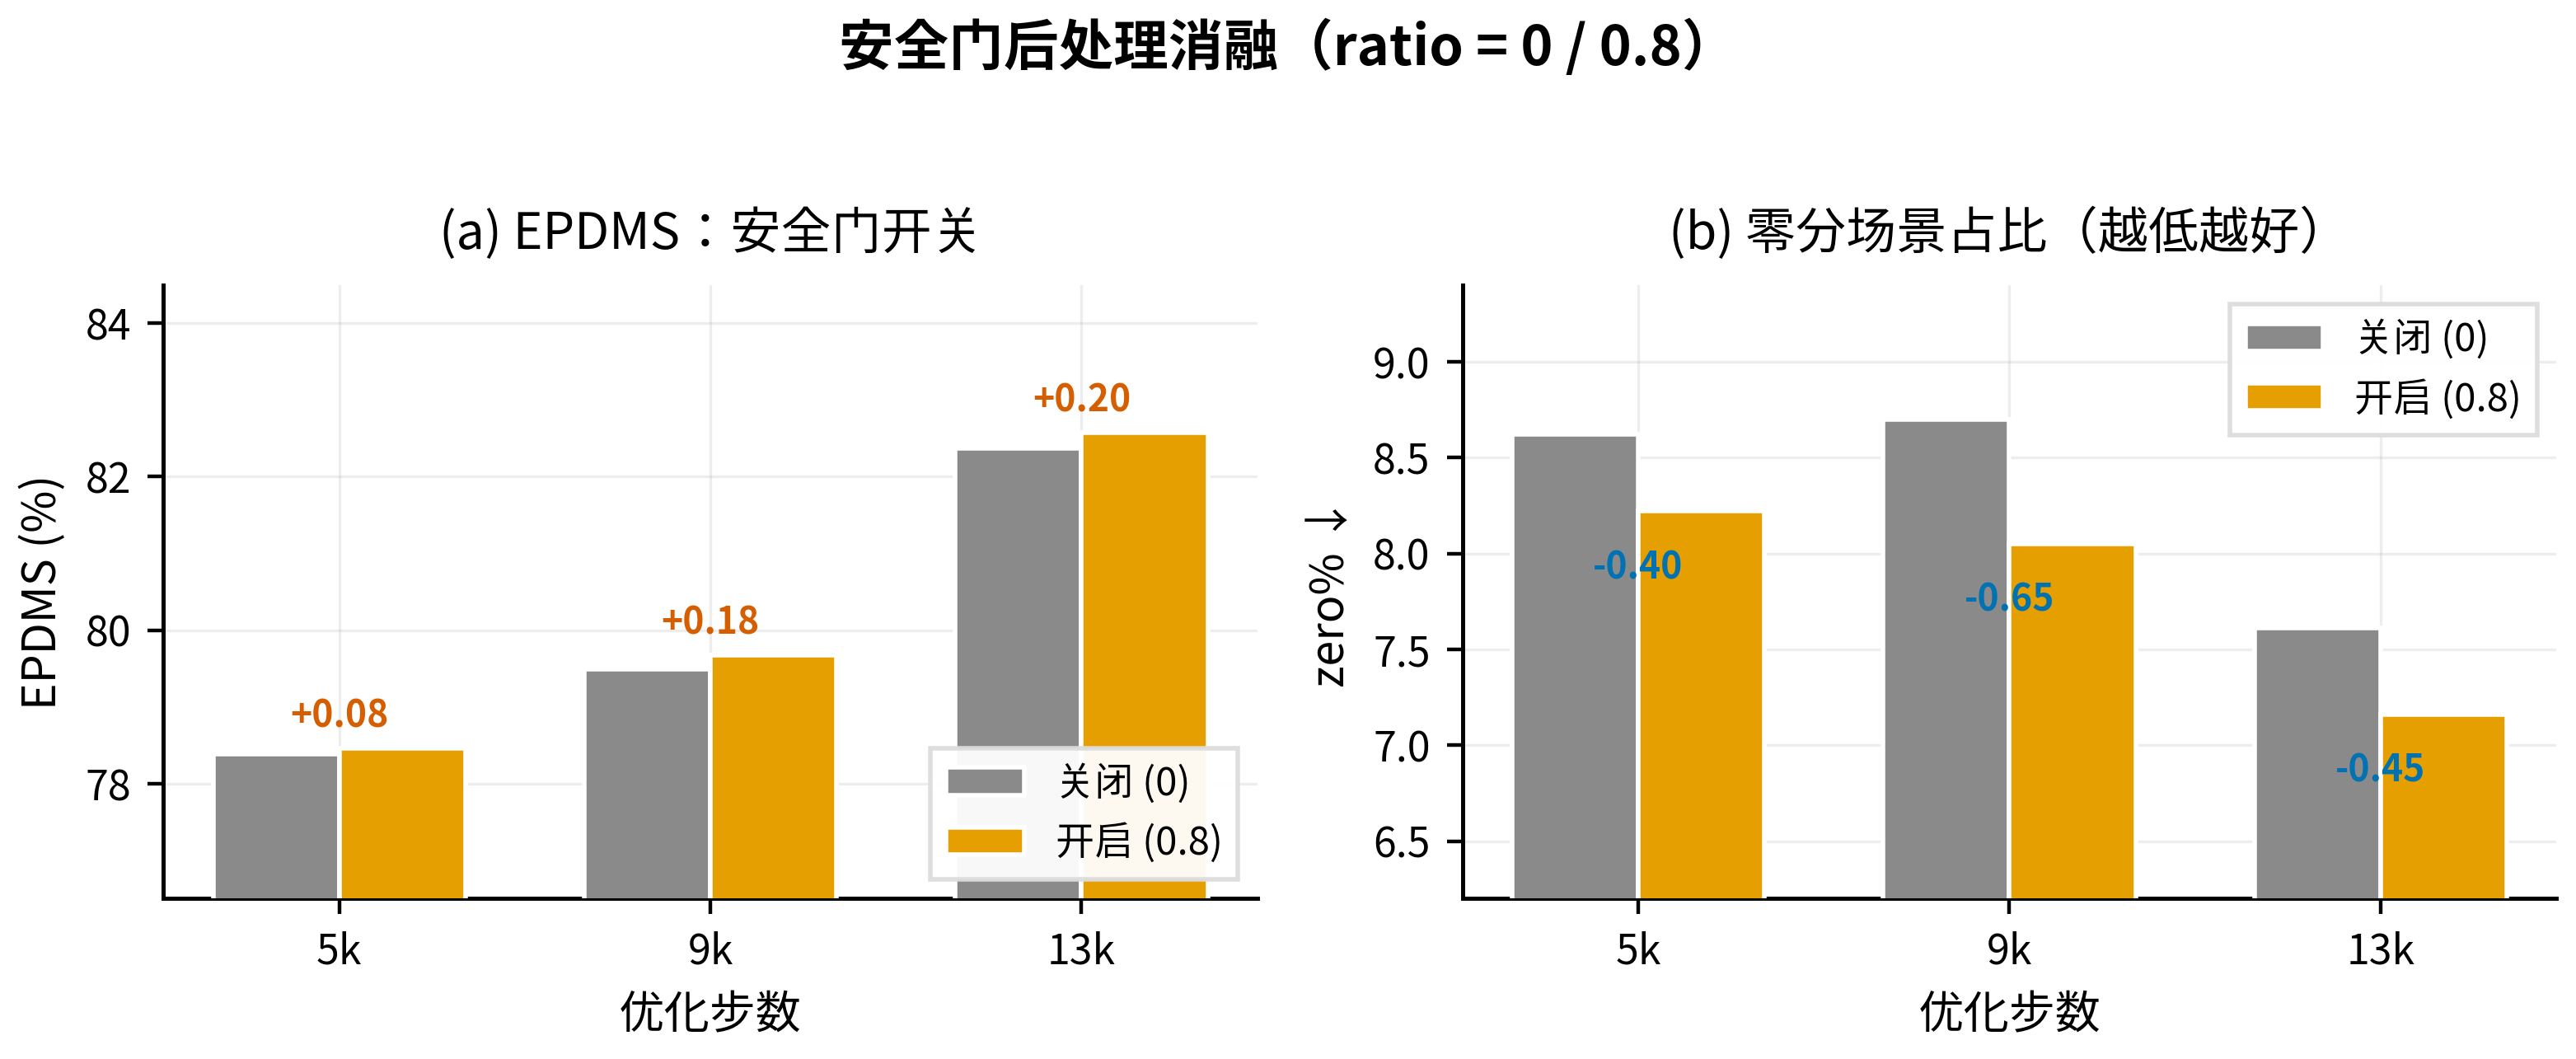 安全门后处理消融（ratio = 0 / 0.8）
(a) EPDMS：安全门开关
EPDMS (%)
84
82
80
78
+0.08
+0.18
+0.20
关闭 (0)
开启 (0.8)
5k
9k
13k
优化步数
(b) 零分场景占比（越低越好）
zero% ↓
9.0
8.5
8.0
7.5
7.0
6.5
-0.40
-0.65
-0.45
关闭 (0)
开启 (0.8)
5k
9k
13k
优化步数